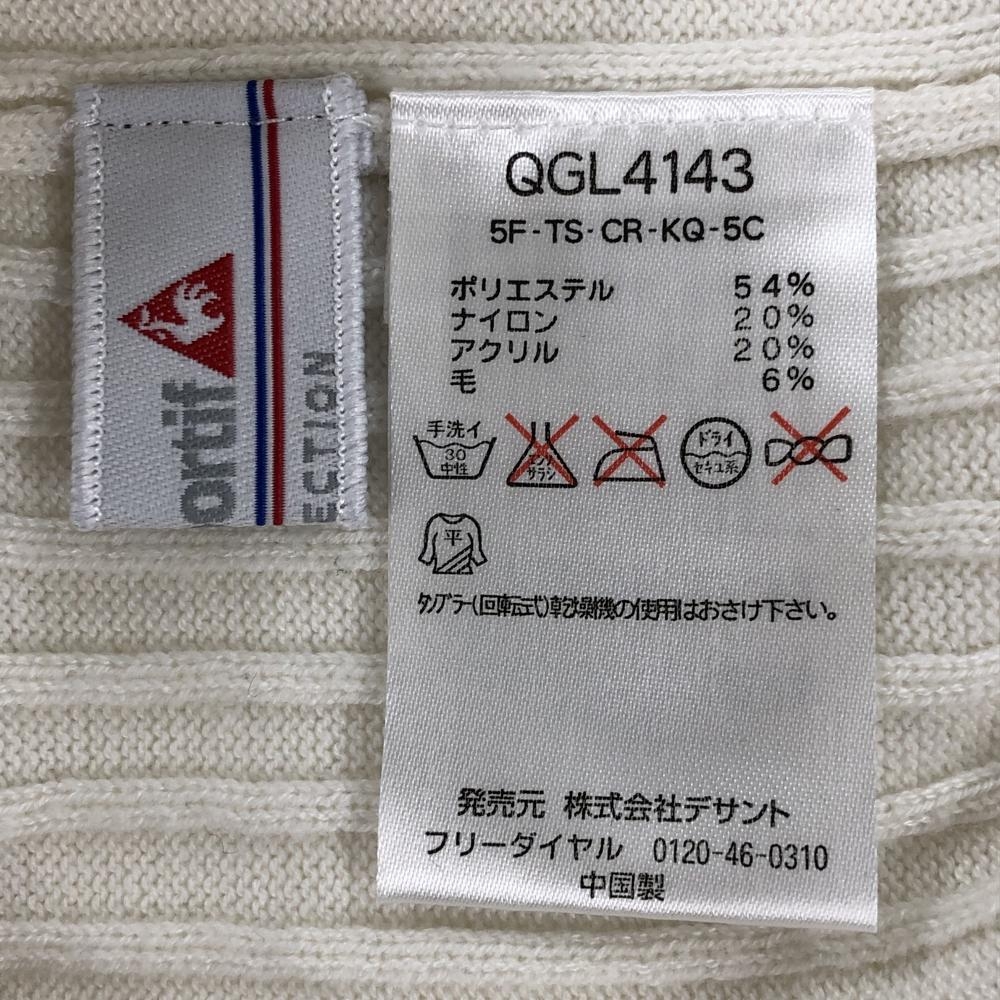 ortif
ECTION
QGL4143
5F-TS-CR-KQ-5C
ポリエステル 54%
ナイロン 20%
アクリル 20%
毛 6%
手洗イ
30
中性
エンソ
サラシ
ドライ
セキユ系
平
タンブラー(回転式)乾燥機の使用はおさけ下さい。
発売元 株式会社デサント
フリーダイヤル 0120-46-0310
中国製